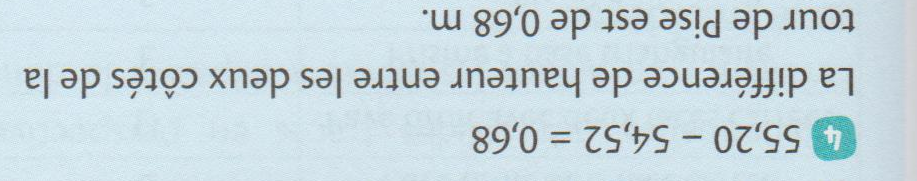 4 55,20 – 54,52 = 0,68
La différence de hauteur entre les deux côtés de la
tour de Pise est de 0,68 m.